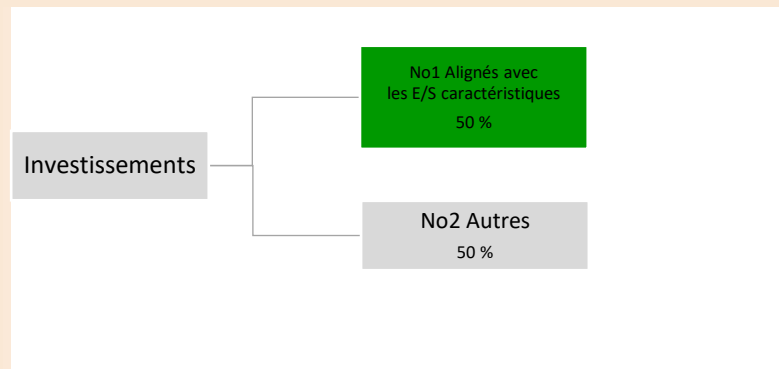 No1 Alignés avec
les E/S caractéristiques
50 %
Investissements
No2 Autres
50 %